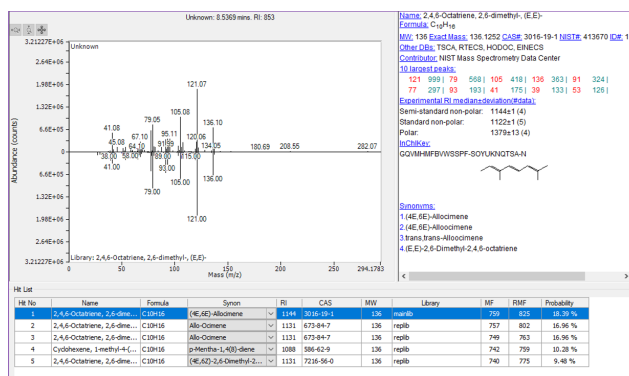 Unknown: 8.5369 min. RI: 853
3.21227E+06
2.64E+06
1.98E+06
1.32E+06
6.6E+05
0
6.6E+05
1.32E+06
1.98E+06
2.64E+06
3.21227E+06
Abundance (counts)
Unknown
121.07
105.08
79.05
136.10
41.08
95.11
67.10
45.08
120.06
134.05
180.69
208.55
282.07
38.00
58.00
89.00
115.00
41.00
93.00
79.00
105.00
136.00
121.00
Library: 2,4,6-Octatriene, 2,6-dimethyl-, (E,E)-
0 50 100 150 200 250 294.1783
Mass (m/z)
Name: 2,4,6-Octatriene, 2,6-dimethyl-, (E,E)-
Formula: C10H16
MW: 136 Exact Mass: 136.1252 CAS#: 3016-19-1 NIST#: 413670 ID#: 1
Other DBs: TSCA, RTECS, HODOC, EINECS
Contributor: NIST Mass Spectrometry Data Center
10 largest peaks:
121 999 | 79 568 | 105 418 | 136 363 | 91 324 |
77 297 | 93 193 | 41 175 | 39 133 | 53 126 |
Experimental RI median±deviation(#data):
Semi-standard non-polar: 1144±1 (4)
Standard non-polar: 1122±1 (4)
Polar: 1379±13 (4)
InChIKey:
GQVMHMFBVWSSPF-SOYUKNQTSA-N
Synonyms:
1.(4E,6E)-Allocimene
2.(4E,6E)-Alloocimene
3.trans,trans-Alloocimene
4.(E,E)-2,6-Dimethyl-2,4,6-octatriene
Hit List
Hit No Name Formula Synon RI CAS MW Library MF RMF Probability
1 2,4,6-Octatriene, 2,6-dime... C10H16 (4E,6E)-Allocimene 1144 3016-19-1 136 mainlib 759 825 18.39 %
2 2,4,6-Octatriene, 2,6-dime... C10H16 Allo-Ocimene 1131 673-84-7 136 replib 757 802 16.96 %
3 2,4,6-Octatriene, 2,6-dime... C10H16 Allo-Ocimene 1131 673-84-7 136 replib 749 763 16.96 %
4 Cyclohexene, 1-methyl-4-(... C10H16 p-Mentha-1,4(8)-diene 1088 586-62-9 136 replib 742 759 10.28 %
5 2,4,6-Octatriene, 2,6-dime... C10H16 (4E,6Z)-2,6-Dimethyl-2... 1131 7216-56-0 136 replib 740 775 9.48 %